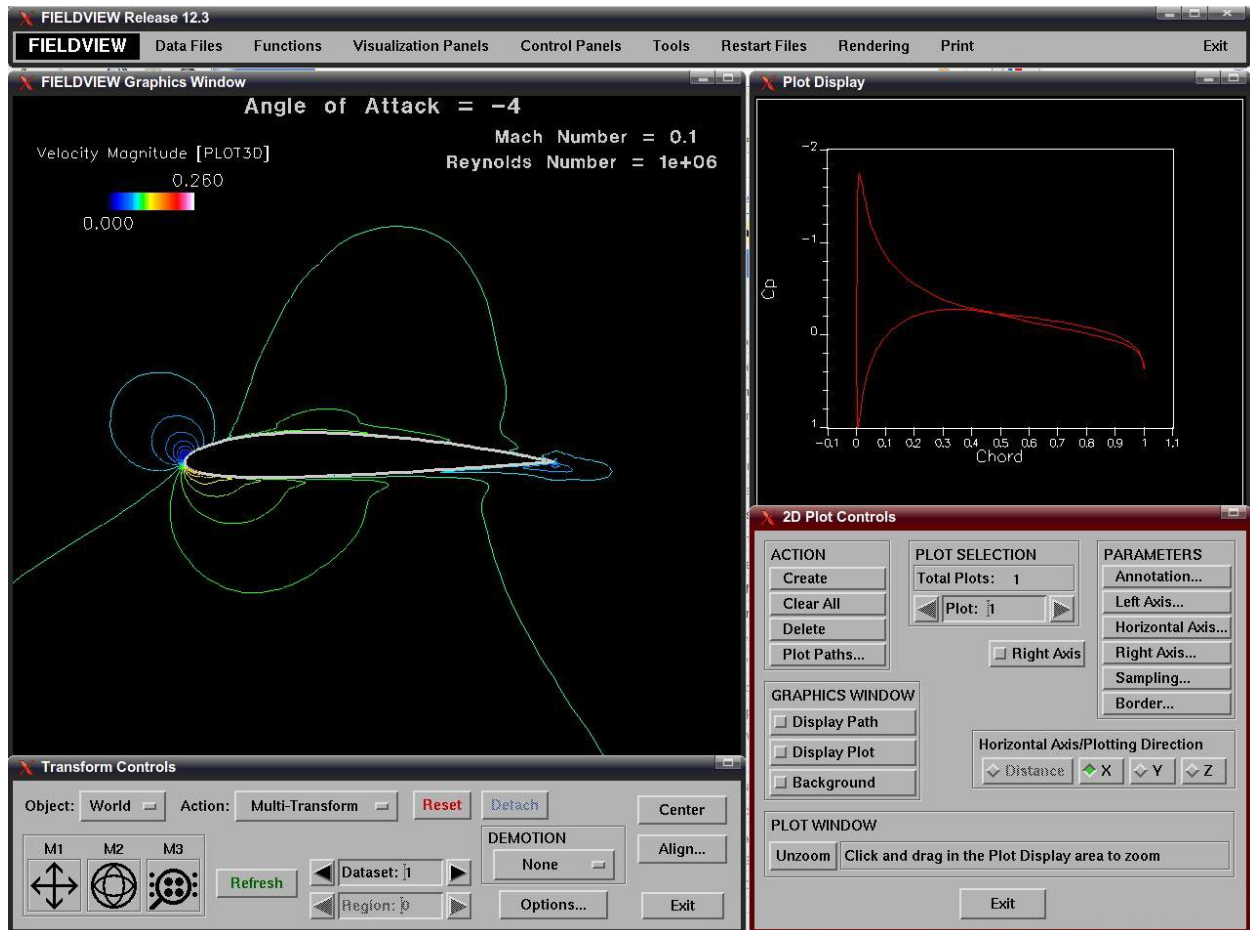 FIELDVIEW Release 12.3
FIELDVIEW Data Files Functions Visualization Panels Control Panels Tools Restart Files Rendering Print Exit
FIELDVIEW Graphics Window
Angle of Attack = -4
Mach Number = 0.1
Reynolds Number = 1e+06
Velocity Magnitude [PLOT3D]
0.260
0.000
Plot Display
-2
-1
0
1
Cp
-0.1 0 0.1 0.2 0.3 0.4 0.5 0.6 0.7 0.8 0.9 1 1.1
Chord
Transform Controls
Object: World Action: Multi-Transform Reset Detach
M1 M2 M3
Refresh
Dataset: 1
Region: 0
DEMOTION
None
Options...
Center
Align...
Exit
2D Plot Controls
ACTION
Create
Clear All
Delete
Plot Paths...
PLOT SELECTION
Total Plots: 1
Plot: 1
Right Axis
PARAMETERS
Annotation...
Left Axis...
Horizontal Axis...
Right Axis...
Sampling...
Border...
GRAPHICS WINDOW
Display Path
Display Plot
Background
Horizontal Axis/Plotting Direction
Distance X Y Z
PLOT WINDOW
Unzoom Click and drag in the Plot Display area to zoom
Exit